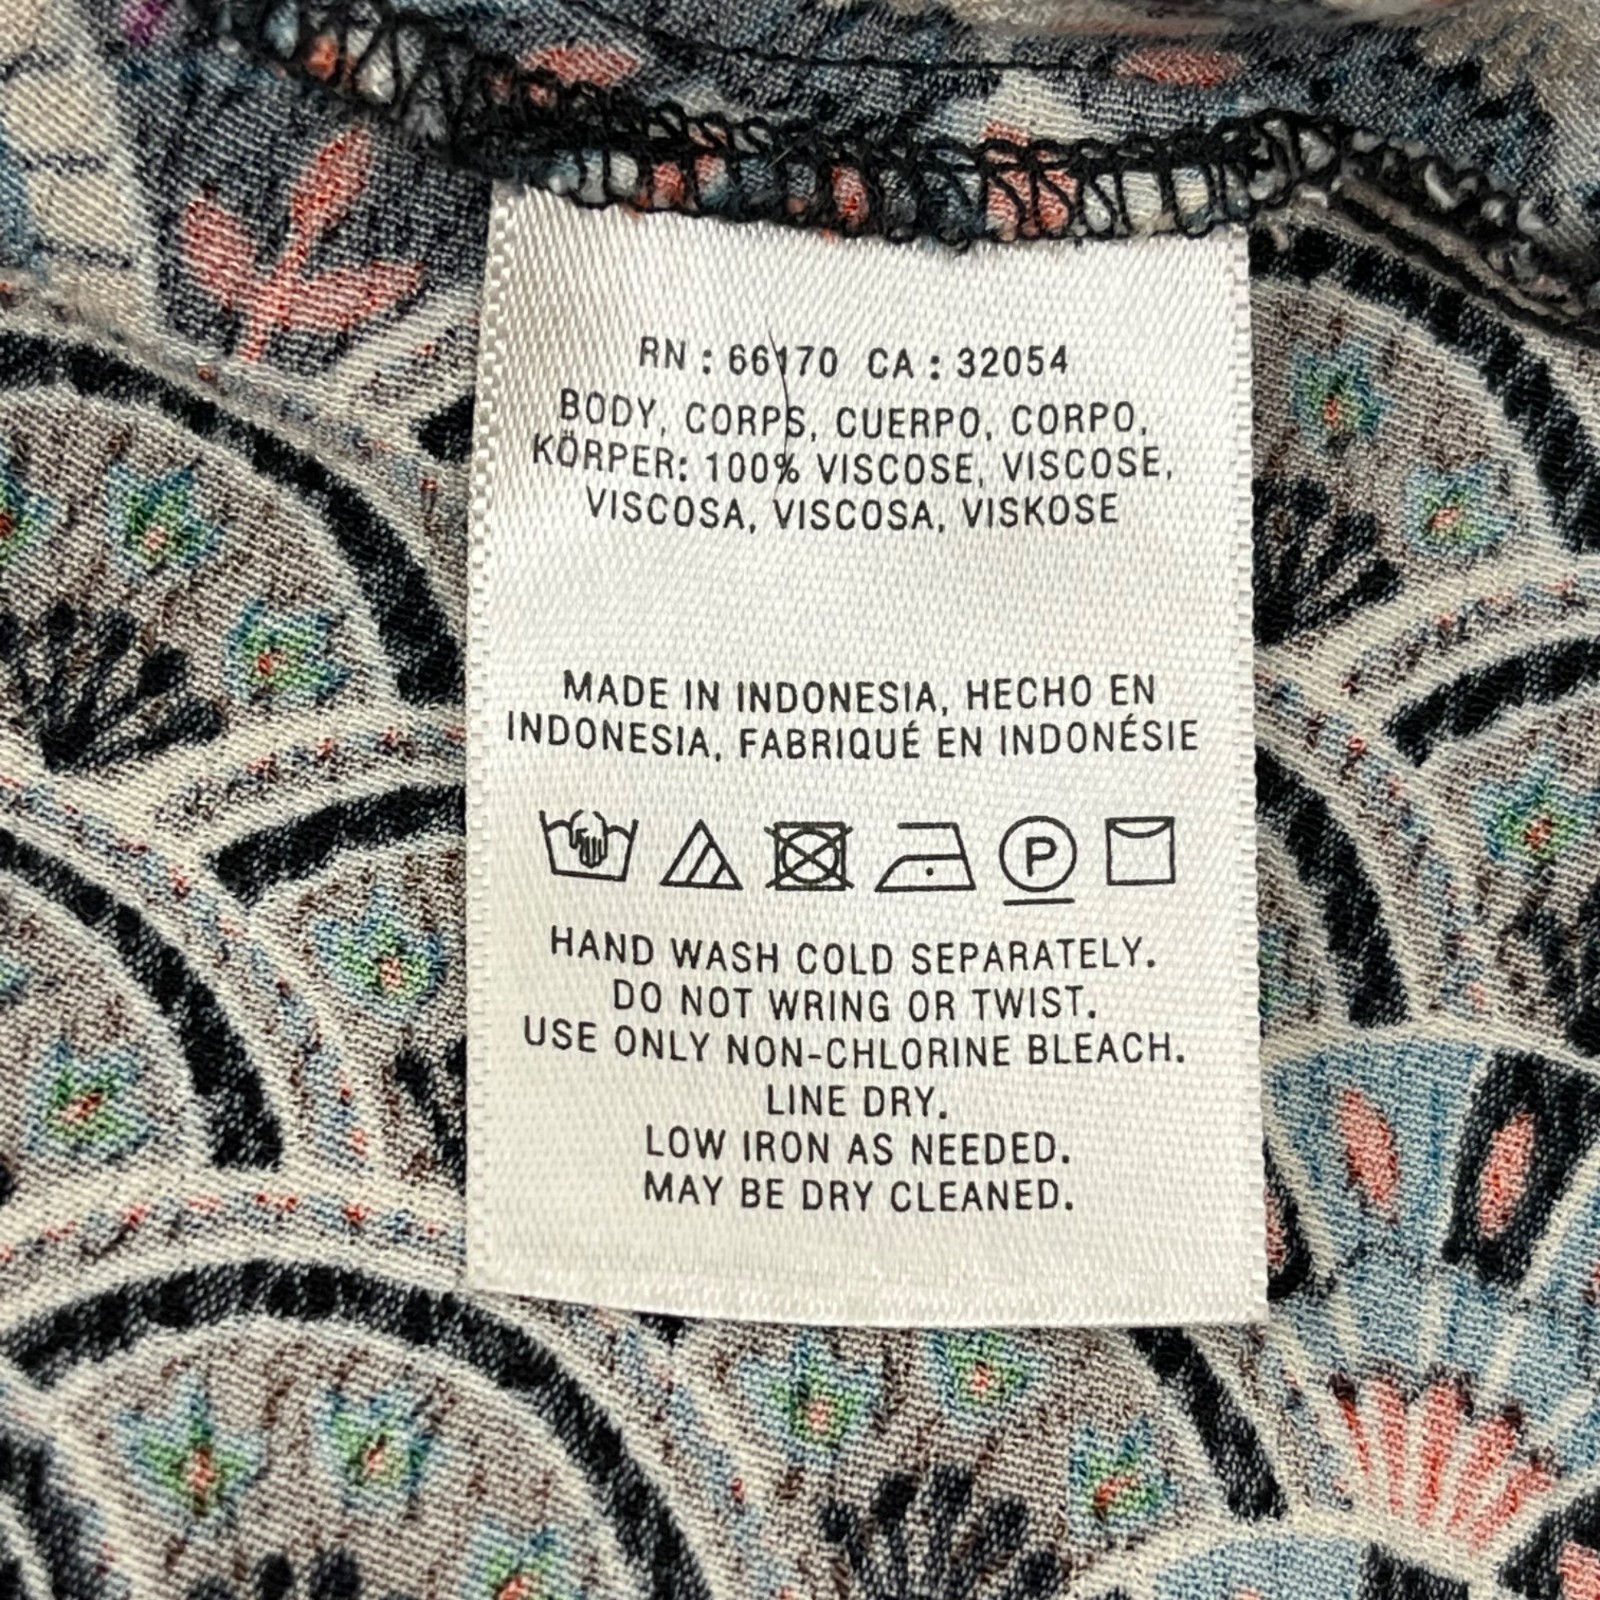 RN : 66170 CA : 32054
BODY, CORPS, CUERPO, CORPO,
KÖRPER: 100% VISCOSE, VISCOSE,
VISCOSA, VISCOSA, VISKOSE
MADE IN INDONESIA, HECHO EN
INDONESIA, FABRIQUÉ EN INDONÉSIE
P
HAND WASH COLD SEPARATELY.
DO NOT WRING OR TWIST.
USE ONLY NON-CHLORINE BLEACH.
LINE DRY.
LOW IRON AS NEEDED.
MAY BE DRY CLEANED.